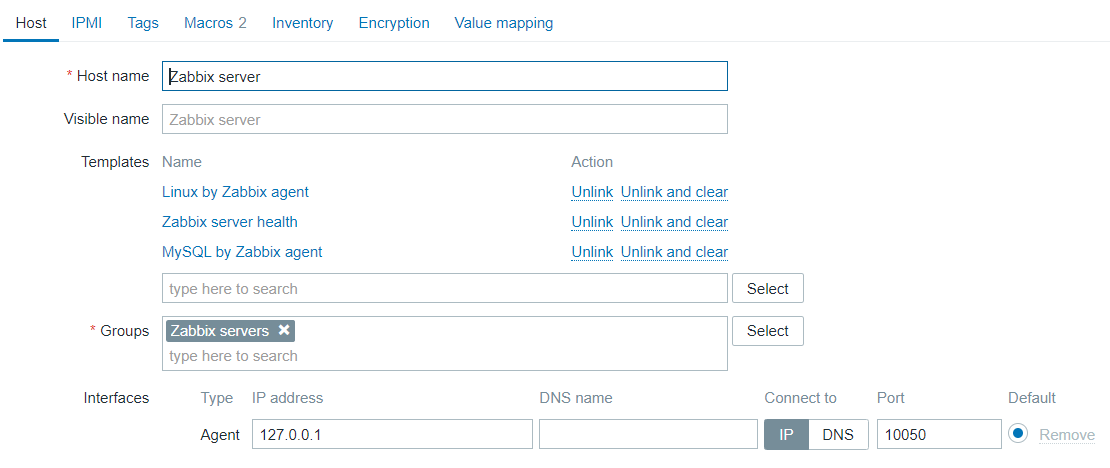 Host IPMI Tags Macros 2 Inventory Encryption Value mapping
* Host name Zabbix server
Visible name Zabbix server
Templates Name Action
Linux by Zabbix agent Unlink Unlink and clear
Zabbix server health Unlink Unlink and clear
MySQL by Zabbix agent Unlink Unlink and clear
type here to search Select
* Groups Zabbix servers Select
type here to search
Interfaces Type IP address DNS name Connect to Port Default
Agent 127.0.0.1 IP DNS 10050 Remove